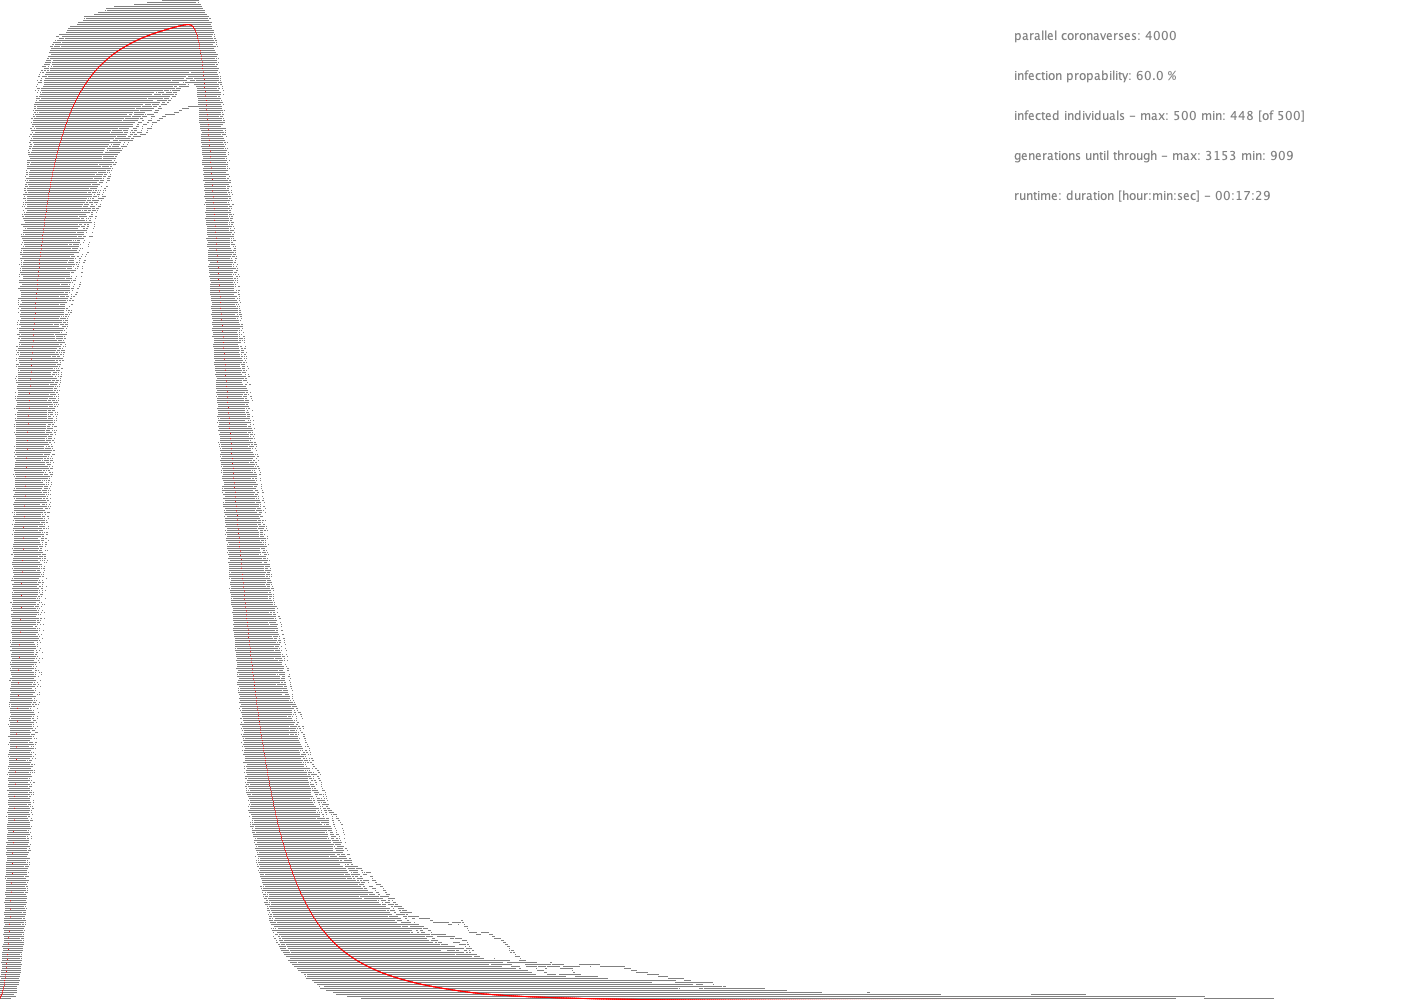 parallel coronaverses: 4000
infection propability: 60.0 %
infected individuals – max: 500 min: 448 [of 500]
generations until through – max: 3153 min: 909
runtime: duration [hour:min:sec] – 00:17:29